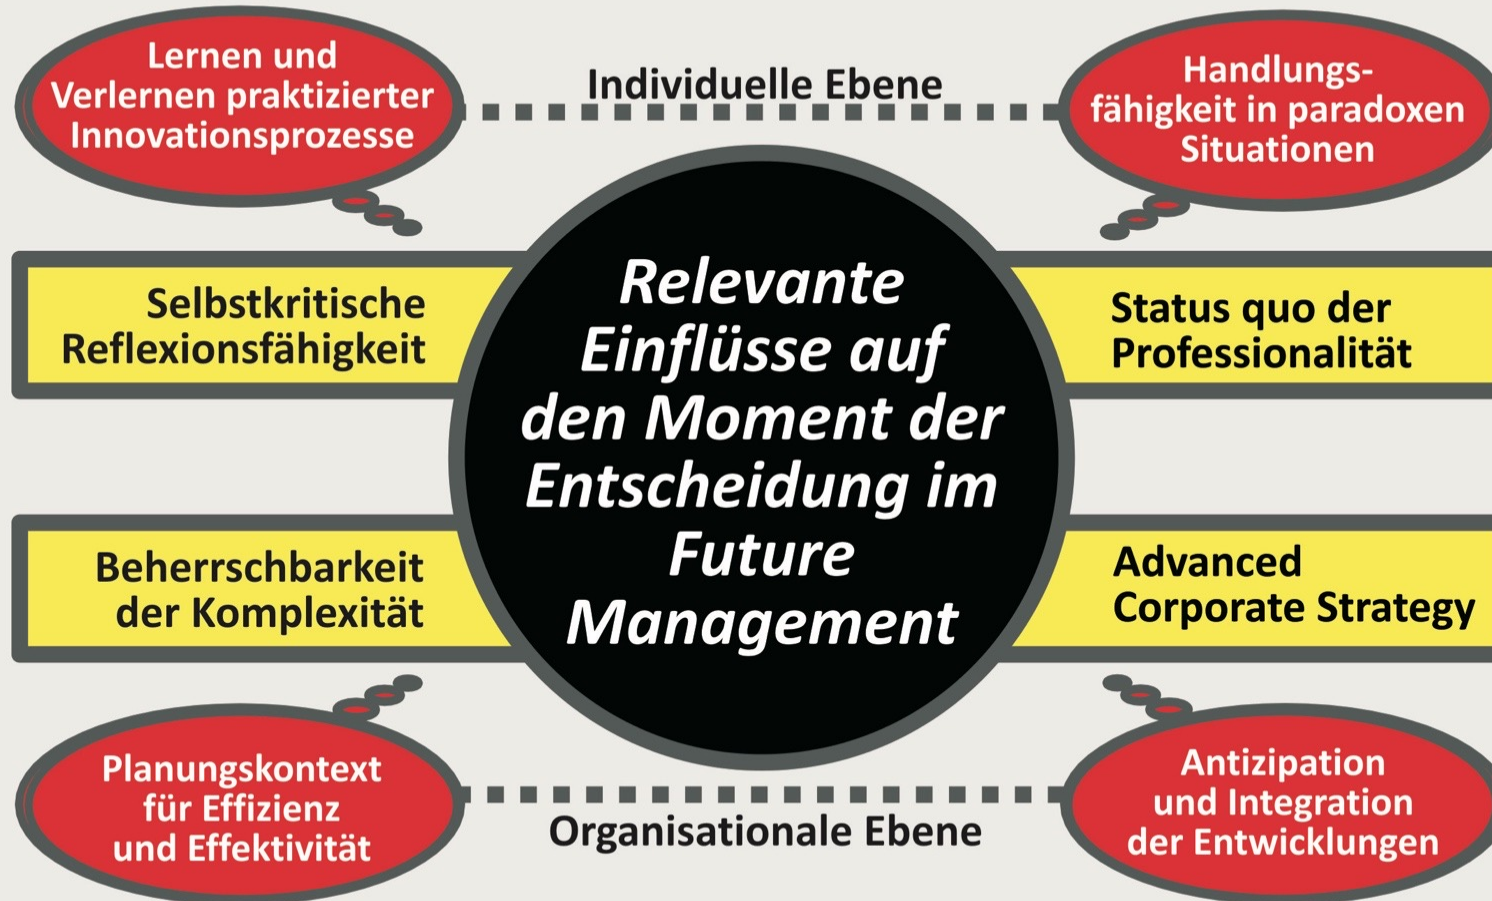 Lernen und
Verlernen praktizierter
Innovationsprozesse
Individuelle Ebene
Handlungs-
fähigkeit in paradoxen
Situationen
Selbstkritische
Reflexionsfähigkeit
Relevante
Einflüsse auf
den Moment der
Entscheidung im
Future
Management
Status quo der
Professionalität
Beherrschbarkeit
der Komplexität
Advanced
Corporate Strategy
Planungskontext
für Effizienz
und Effektivität
Organisationale Ebene
Antizipation
und Integration
der Entwicklungen